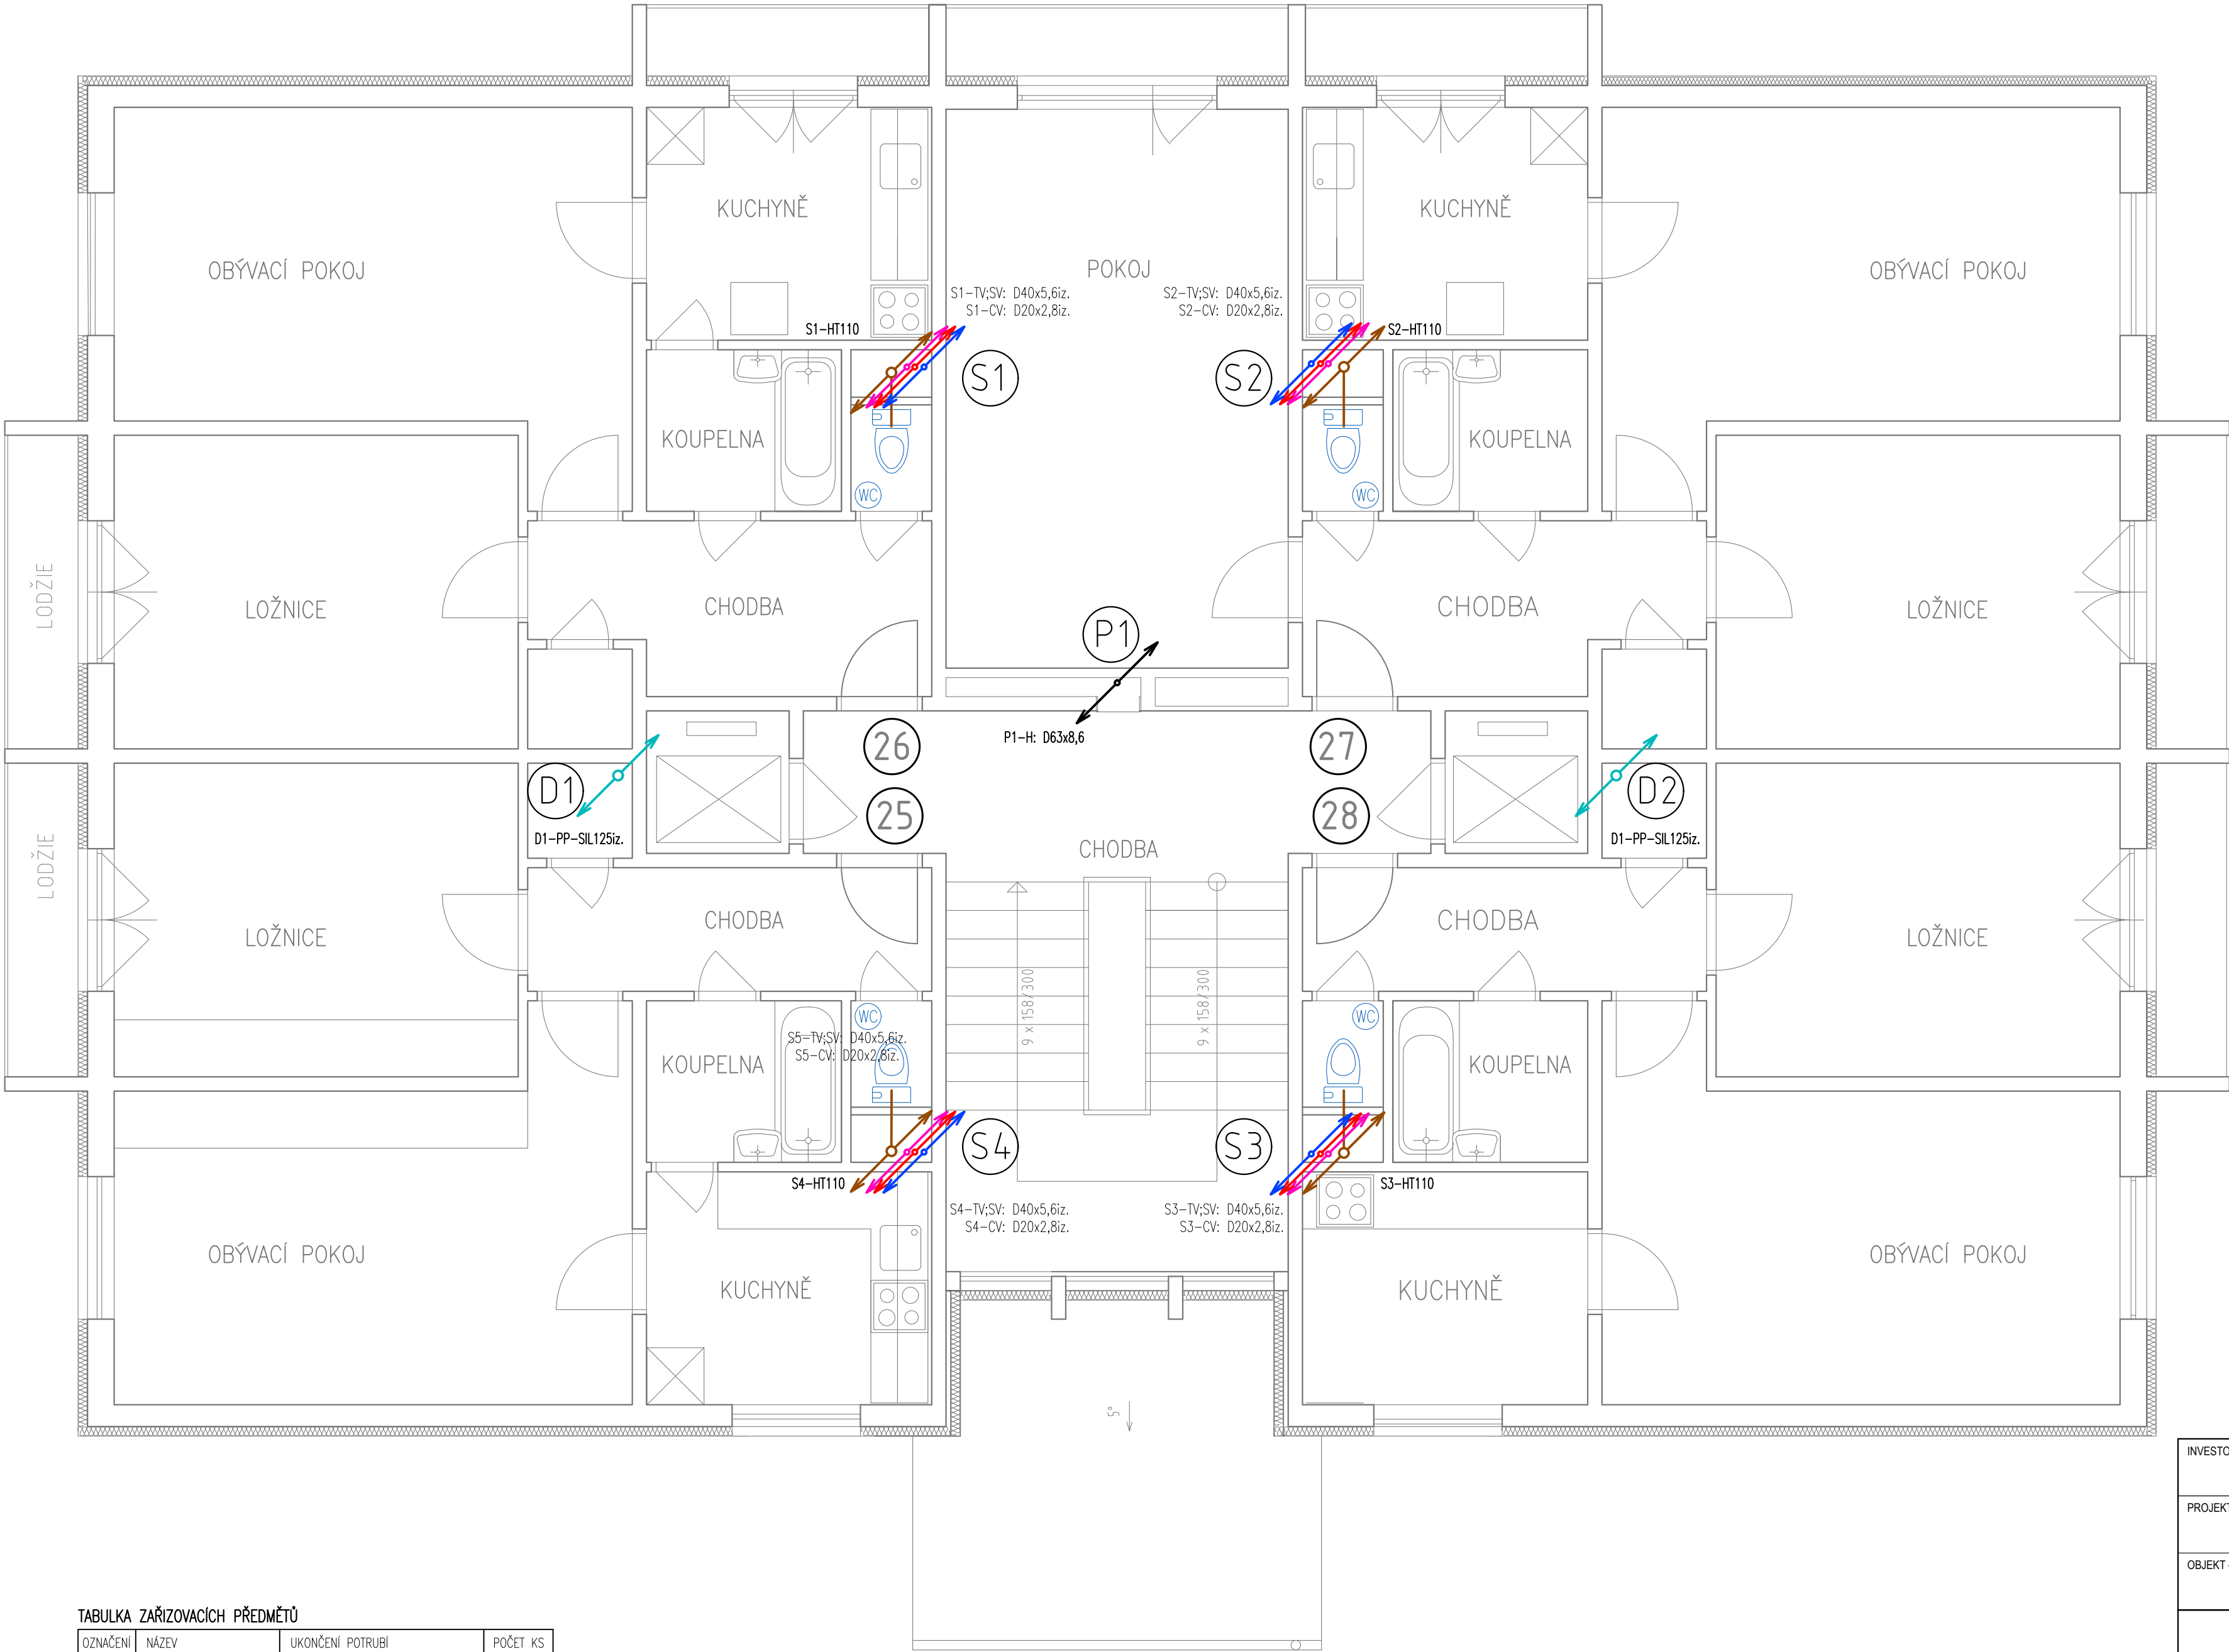 KUCHYNĚ
KUCHYNĚ
OBÝVACÍ POKOJ
POKOJ
OBÝVACÍ POKOJ
S1-TV;SV: D40x5,6iz.
S1-CV: D20x2,8iz.
S2-TV;SV: D40x5,6iz.
S2-CV: D20x2,8iz.
S1-HT110
S2-HT110
S1
S2
KOUPELNA
KOUPELNA
WC
WC
LODŽIE
LOŽNICE
CHODBA
CHODBA
LOŽNICE
P1
P1-H: D63x8,6
26
27
D1
D2
25
28
D1-PP-SIL125iz.
D1-PP-SIL125iz.
LODŽIE
CHODBA
CHODBA
CHODBA
LOŽNICE
LOŽNICE
9 x 158/300
9 x 158/300
WC
WC
S5-TV;SV: D40x5,6iz.
S5-CV: D20x2,8iz.
KOUPELNA
KOUPELNA
S4
S3
S4-HT110
S3-HT110
S4-TV;SV: D40x5,6iz.
S4-CV: D20x2,8iz.
S3-TV;SV: D40x5,6iz.
S3-CV: D20x2,8iz.
OBÝVACÍ POKOJ
OBÝVACÍ POKOJ
KUCHYNĚ
KUCHYNĚ
5°
INVESTO
PROJEKT
OBJEKT
TABULKA ZAŘIZOVACÍCH PŘEDMĚTŮ
OZNAČENÍ NÁZEV UKONČENÍ POTRUBÍ POČET KS